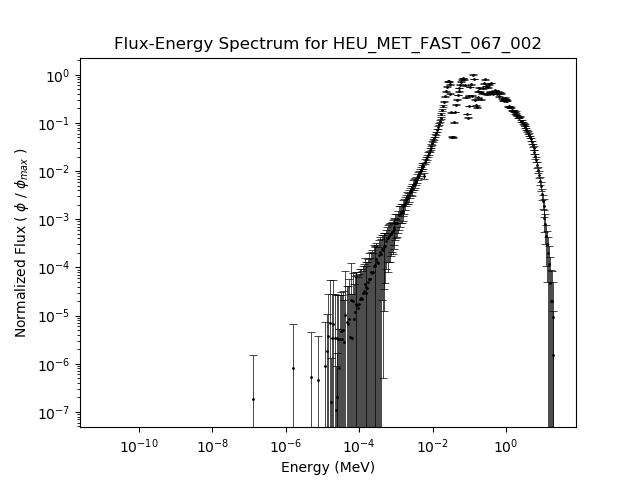 Flux-Energy Spectrum for HEU_MET_FAST_067_002
Normalized Flux ( ϕ / ϕ_max )
10^0
10^-1
10^-2
10^-3
10^-4
10^-5
10^-6
10^-7
10^-10 10^-8 10^-6 10^-4 10^-2 10^0
Energy (MeV)